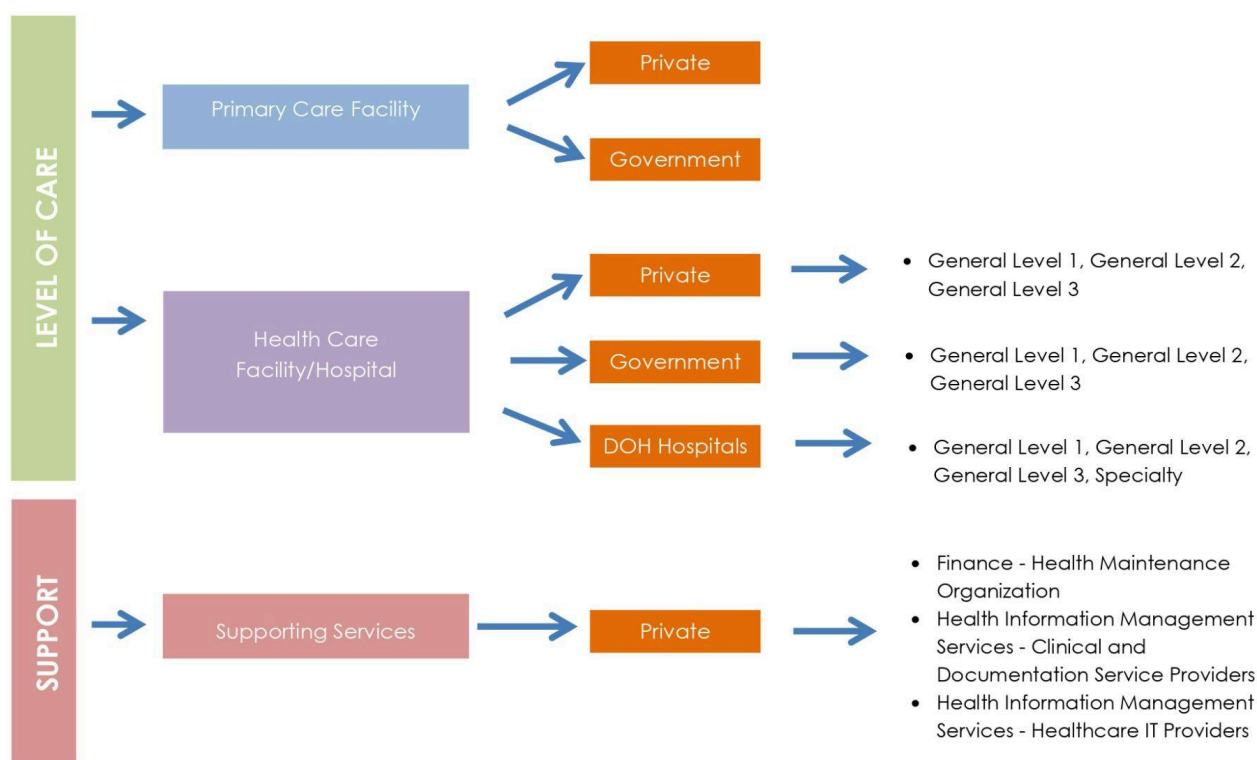 LEVEL OF CARE
Primary Care Facility
Private
Government
Health Care
Facility/Hospital
Private
General Level 1, General Level 2,
General Level 3
Government
General Level 1, General Level 2,
General Level 3
DOH Hospitals
General Level 1, General Level 2,
General Level 3, Specialty
SUPPORT
Supporting Services
Private
Finance - Health Maintenance
Organization
Health Information Management
Services - Clinical and
Documentation Service Providers
Health Information Management
Services - Healthcare IT Providers